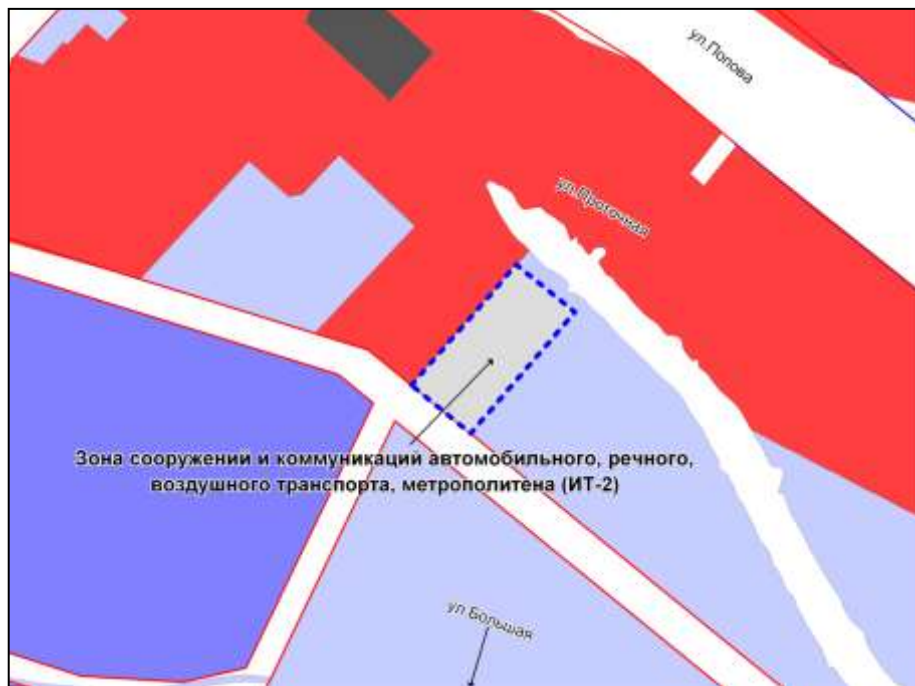 ул.Попова
ул.Проточная
Зона сооружении и коммуникаций автомобильного, речного,
воздушного транспорта, метрополитена (ИТ-2)
ул.Большая